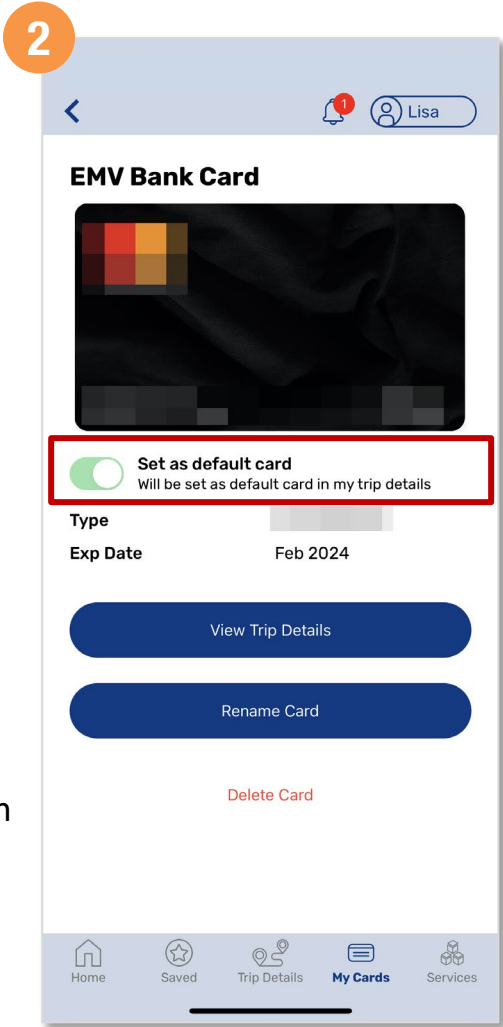 2
1
Lisa
EMV Bank Card
Set as default card
Will be set as default card in my trip details
Type
Exp Date Feb 2024
View Trip Details
Rename Card
Delete Card
Home Saved Trip Details My Cards Services